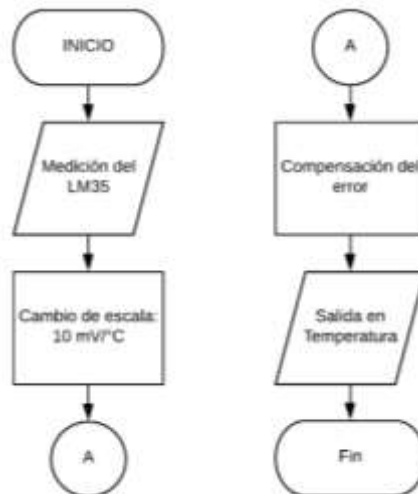 INICIO
Medición del
LM35
Cambio de escala:
10 mV/°C
A
A
Compensación del
error
Salida en
Temperatura
Fin